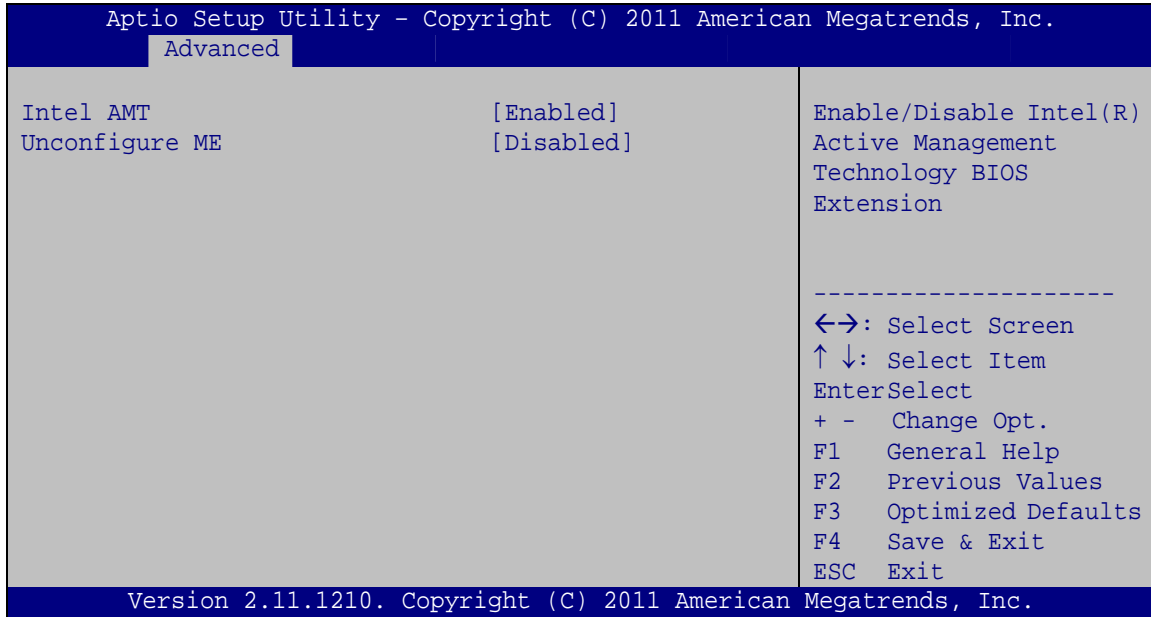 Aptio Setup Utility – Copyright (C) 2011 American Megatrends, Inc.
Advanced
Intel AMT [Enabled]
Unconfigure ME [Disabled]
Enable/Disable Intel(R)
Active Management
Technology BIOS
Extension
---------------------
←→: Select Screen
↑ ↓: Select Item
EnterSelect
+ - Change Opt.
F1 General Help
F2 Previous Values
F3 Optimized Defaults
F4 Save & Exit
ESC Exit
Version 2.11.1210. Copyright (C) 2011 American Megatrends, Inc.